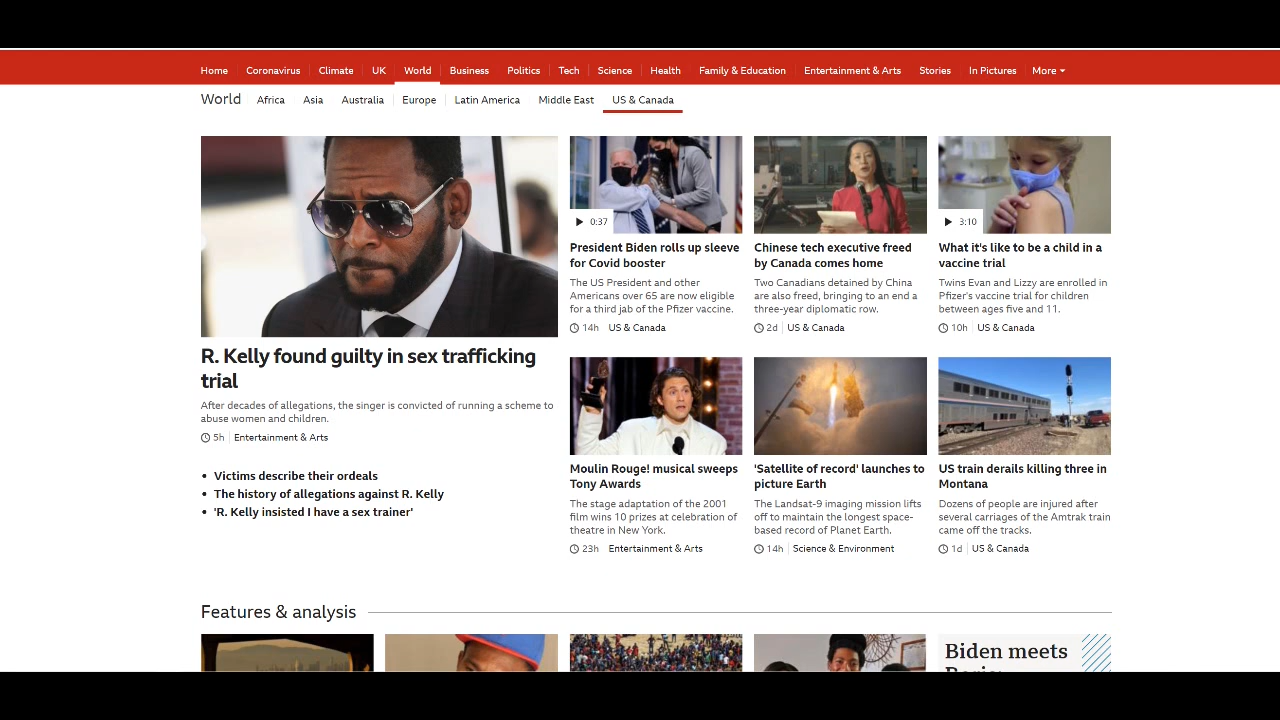 Home Coronavirus Climate UK World Business Politics Tech Science Health Family & Education Entertainment & Arts Stories In Pictures More
World Africa Asia Australia Europe Latin America Middle East US & Canada
R. Kelly found guilty in sex trafficking
trial
After decades of allegations, the singer is convicted of running a scheme to
abuse women and children.
5h Entertainment & Arts
• Victims describe their ordeals
• The history of allegations against R. Kelly
• 'R. Kelly insisted I have a sex trainer'
0:37
President Biden rolls up sleeve
for Covid booster
The US President and other
Americans over 65 are now eligible
for a third jab of the Pfizer vaccine.
14h US & Canada
Chinese tech executive freed
by Canada comes home
Two Canadians detained by China
are also freed, bringing to an end a
three-year diplomatic row.
2d US & Canada
3:10
What it's like to be a child in a
vaccine trial
Twins Evan and Lizzy are enrolled in
Pfizer's vaccine trial for children
between ages five and 11.
10h US & Canada
Moulin Rouge! musical sweeps
Tony Awards
The stage adaptation of the 2001
film wins 10 prizes at celebration of
theatre in New York.
23h Entertainment & Arts
'Satellite of record' launches to
picture Earth
The Landsat-9 imaging mission lifts
off to maintain the longest space-
based record of Planet Earth.
14h Science & Environment
US train derails killing three in
Montana
Dozens of people are injured after
several carriages of the Amtrak train
came off the tracks.
1d US & Canada
Features & analysis
Biden meets